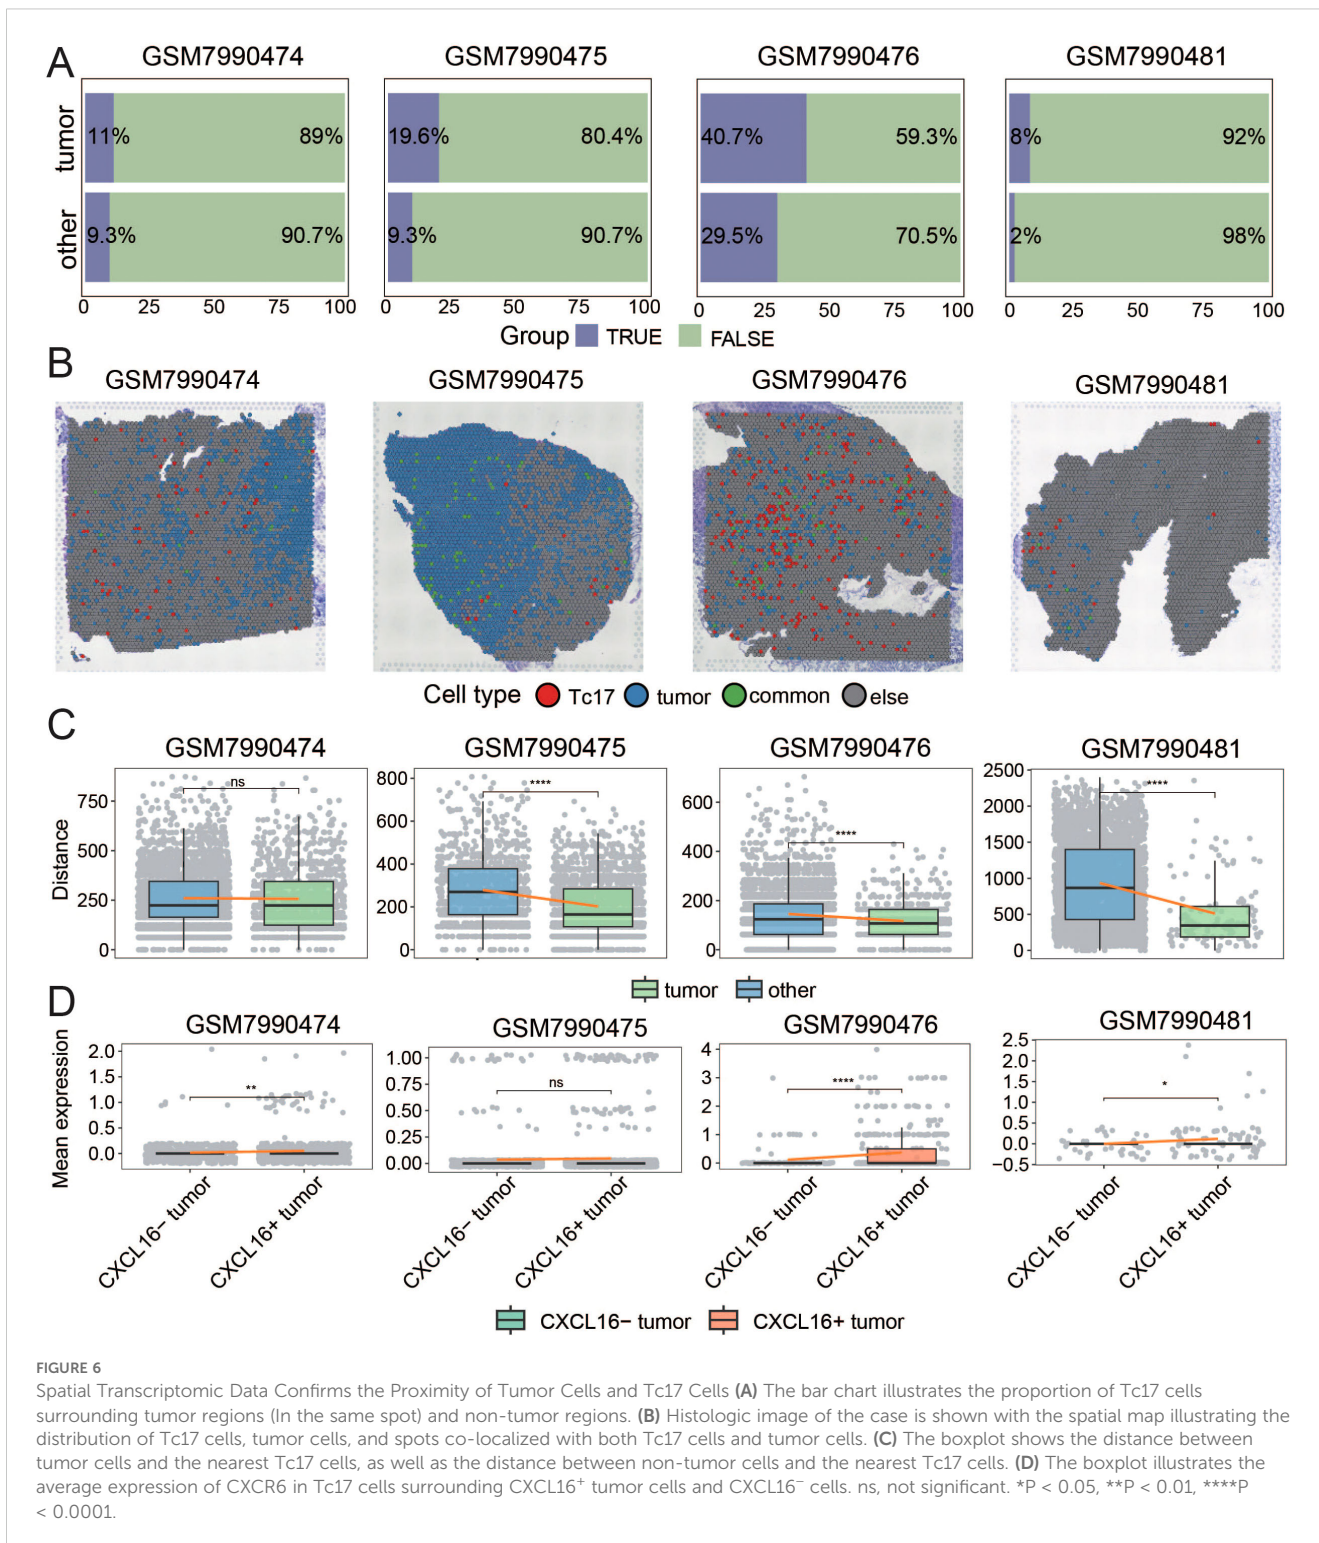 A
GSM7990474 GSM7990475 GSM7990476 GSM7990481
tumor 11% 89% 19.6% 80.4% 40.7% 59.3% 8% 92%
other 9.3% 90.7% 9.3% 90.7% 29.5% 70.5% 2% 98%
0 25 50 75 100 0 25 50 75 100 0 25 50 75 100 0 25 50 75 100
Group TRUE FALSE
B
GSM7990474 GSM7990475 GSM7990476 GSM7990481
Cell type Tc17 tumor common else
C
GSM7990474 GSM7990475 GSM7990476 GSM7990481
Distance
750 500 250 0
ns
800 600 400 200 0
****
600 400 200 0
****
2500 2000 1500 1000 500 0
****
tumor other
D
GSM7990474 GSM7990475 GSM7990476 GSM7990481
Mean expression
2.0 1.5 1.0 0.5 0.0
**
1.00 0.75 0.50 0.25 0.00
ns
4 3 2 1 0
****
2.5 2.0 1.5 1.0 0.5 0.0 −0.5
*
CXCL16− tumor CXCL16+ tumor CXCL16− tumor CXCL16+ tumor CXCL16− tumor CXCL16+ tumor CXCL16− tumor CXCL16+ tumor
CXCL16− tumor CXCL16+ tumor
FIGURE 6
Spatial Transcriptomic Data Confirms the Proximity of Tumor Cells and Tc17 Cells (A) The bar chart illustrates the proportion of Tc17 cells
surrounding tumor regions (In the same spot) and non-tumor regions. (B) Histologic image of the case is shown with the spatial map illustrating the
distribution of Tc17 cells, tumor cells, and spots co-localized with both Tc17 cells and tumor cells. (C) The boxplot shows the distance between
tumor cells and the nearest Tc17 cells, as well as the distance between non-tumor cells and the nearest Tc17 cells. (D) The boxplot illustrates the
average expression of CXCR6 in Tc17 cells surrounding CXCL16⁺ tumor cells and CXCL16⁻ cells. ns, not significant. *P < 0.05, **P < 0.01, ****P
< 0.0001.